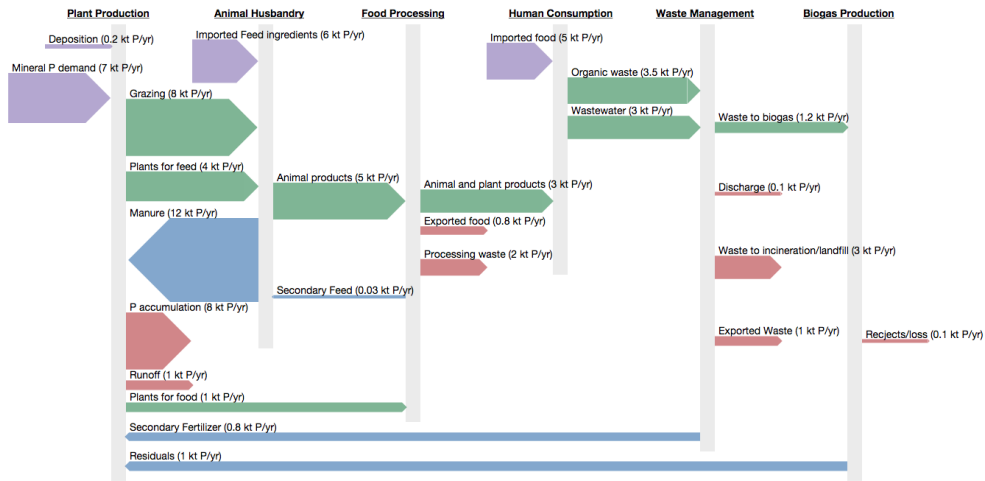 Plant Production
Animal Husbandry
Food Processing
Human Consumption
Waste Management
Biogas Production
Deposition (0.2 kt P/yr)
Imported Feed ingredients (6 kt P/yr)
Imported food (5 kt P/yr)
Mineral P demand (7 kt P/yr)
Organic waste (3.5 kt P/yr)
Grazing (8 kt P/yr)
Wastewater (3 kt P/yr)
Waste to biogas (1.2 kt P/yr)
Plants for feed (4 kt P/yr)
Animal products (5 kt P/yr)
Animal and plant products (3 kt P/yr)
Discharge (0.1 kt P/yr)
Manure (12 kt P/yr)
Exported food (0.8 kt P/yr)
Processing waste (2 kt P/yr)
Waste to incineration/landfill (3 kt P/yr)
Secondary Feed (0.03 kt P/yr)
P accumulation (8 kt P/yr)
Exported Waste (1 kt P/yr)
Recjects/loss (0.1 kt P/yr)
Runoff (1 kt P/yr)
Plants for food (1 kt P/yr)
Secondary Fertilizer (0.8 kt P/yr)
Residuals (1 kt P/yr)